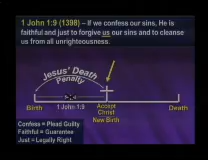 1 John 1:9 (1396) – If we confess our sins, He is
faithful and just to forgive us our sins and to cleanse
us from all unrighteousness.
Jesus' Death
Penalty
Birth
1 John 1:9
Accept
Christ
New Birth
Death
Confess = Plead Guilty
Faithful = Guarantee
Just = Legally Right